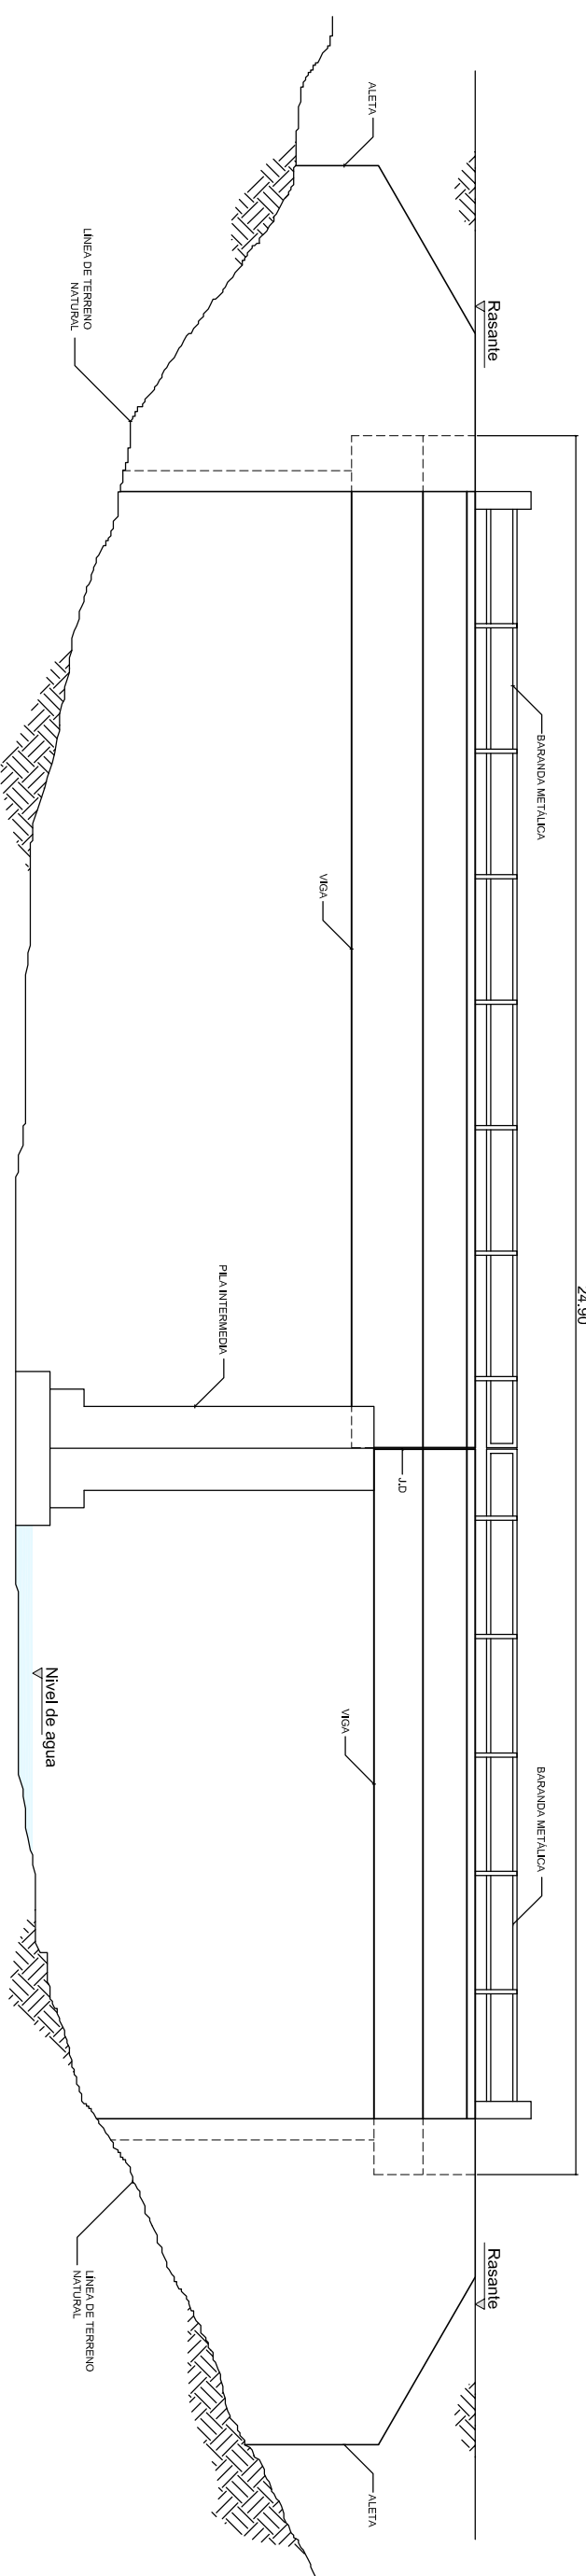 24.90
BARANDA METÁLICA
BARANDA METÁLICA
Rasante
Rasante
ALETA
J.D
ALETA
VIGA
VIGA
PILA INTERMEDIA
LÍNEA DE TERRENO
NATURAL
Nivel de agua
LÍNEA DE TERRENO
NATURAL